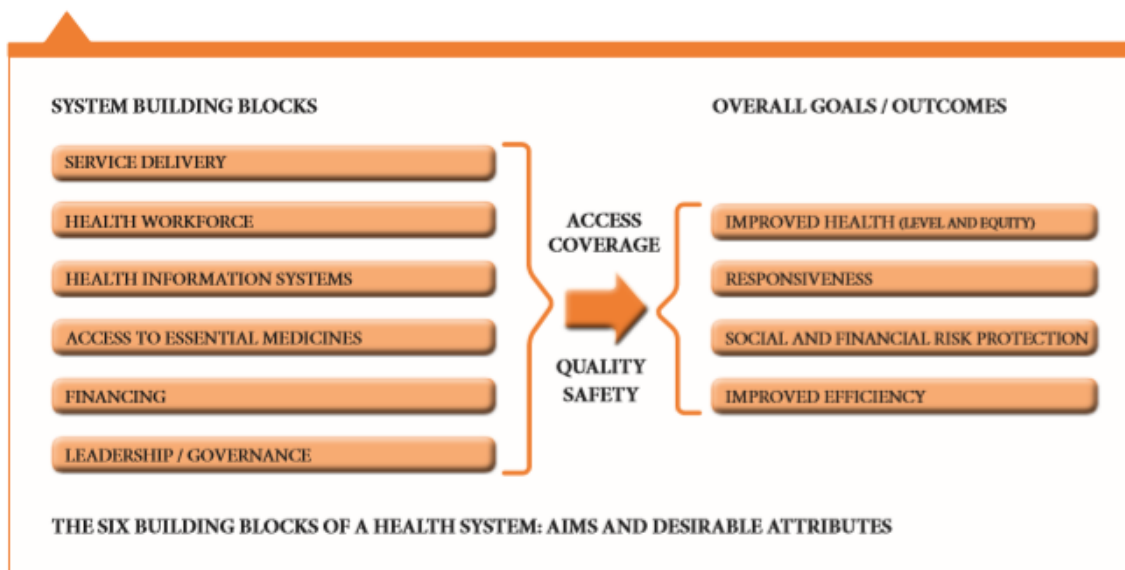 SYSTEM BUILDING BLOCKS
SERVICE DELIVERY
HEALTH WORKFORCE
HEALTH INFORMATION SYSTEMS
ACCESS TO ESSENTIAL MEDICINES
FINANCING
LEADERSHIP / GOVERNANCE
ACCESS
COVERAGE
QUALITY
SAFETY
OVERALL GOALS / OUTCOMES
IMPROVED HEALTH (LEVEL AND EQUITY)
RESPONSIVENESS
SOCIAL AND FINANCIAL RISK PROTECTION
IMPROVED EFFICIENCY
THE SIX BUILDING BLOCKS OF A HEALTH SYSTEM: AIMS AND DESIRABLE ATTRIBUTES